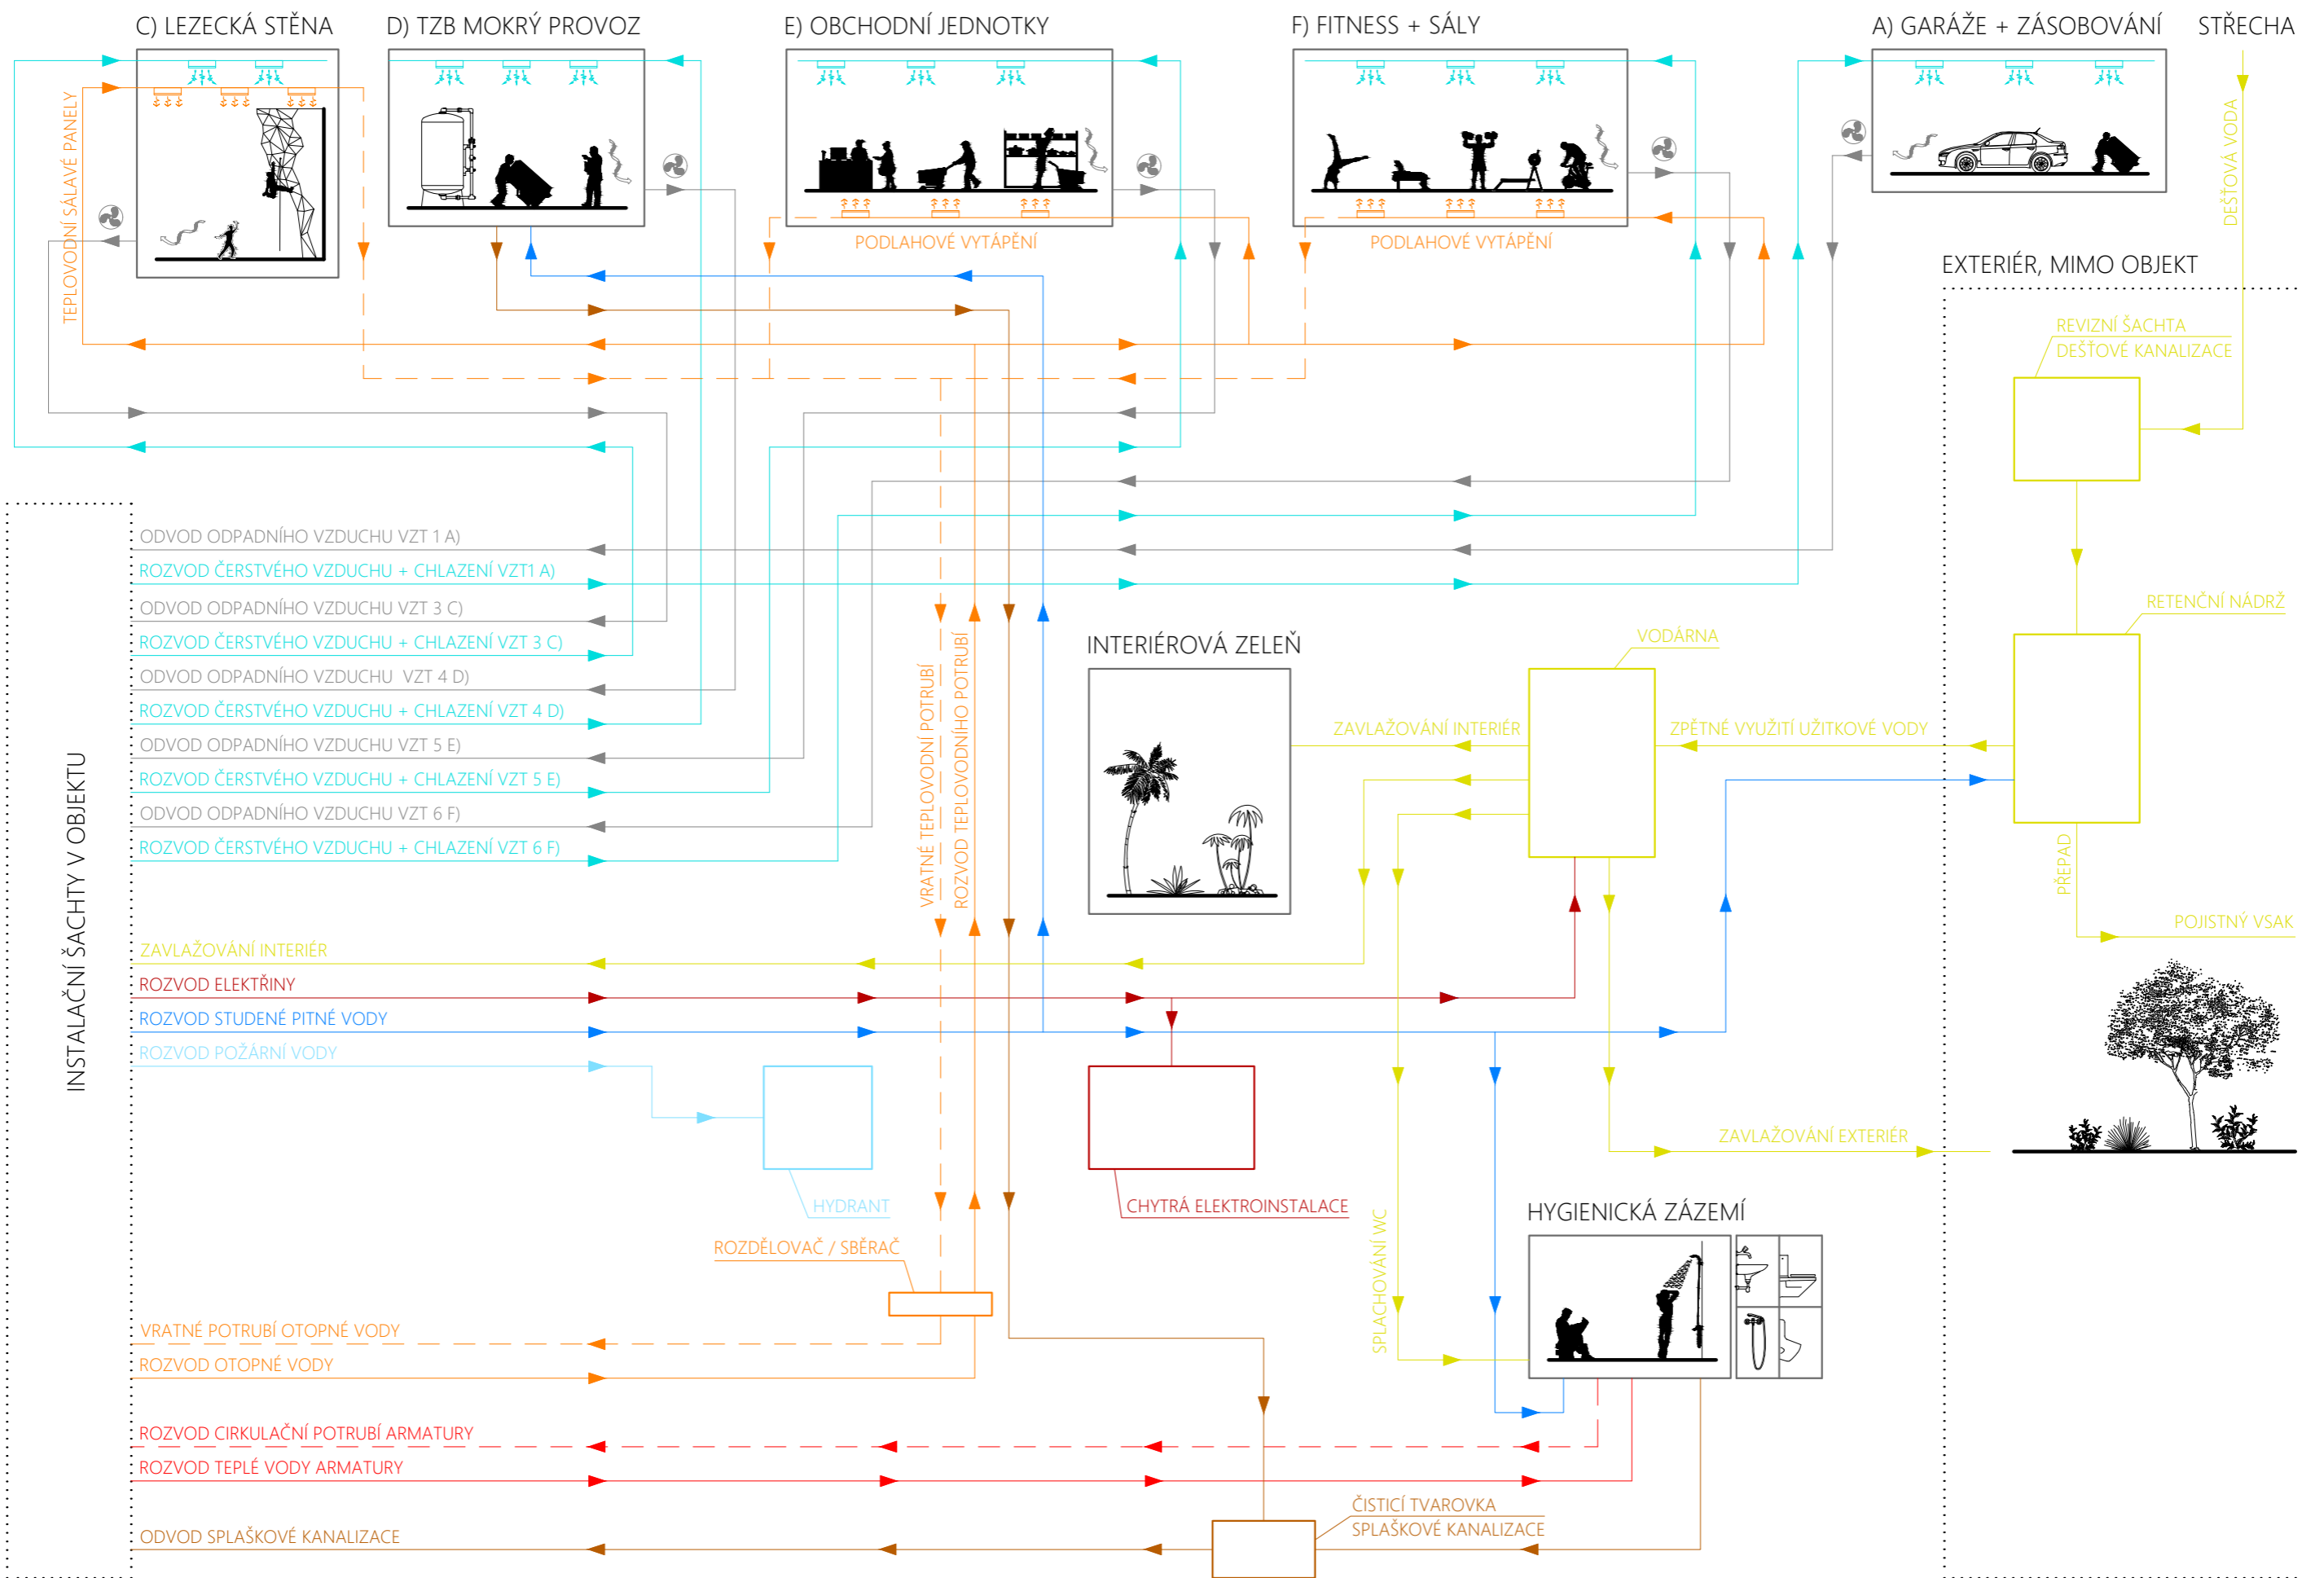 C) LEZECKÁ STĚNA
D) TZB MOKRÝ PROVOZ
E) OBCHODNÍ JEDNOTKY
F) FITNESS + SÁLY
A) GARÁŽE + ZÁSOBOVÁNÍ
STŘECHA
TEPLOVODNÍ SÁLAVÉ PANELY
PODLAHOVÉ VYTÁPĚNÍ
PODLAHOVÉ VYTÁPĚNÍ
DEŠŤOVÁ VODA
EXTERIÉR, MIMO OBJEKT
REVIZNÍ ŠACHTA
DEŠŤOVÉ KANALIZACE
INSTALAČNÍ ŠACHTY V OBJEKTU
ODVOD ODPADNÍHO VZDUCHU VZT 1 A)
ROZVOD ČERSTVÉHO VZDUCHU + CHLAZENÍ VZT1 A)
ODVOD ODPADNÍHO VZDUCHU VZT 3 C)
ROZVOD ČERSTVÉHO VZDUCHU + CHLAZENÍ VZT 3 C)
ODVOD ODPADNÍHO VZDUCHU VZT 4 D)
ROZVOD ČERSTVÉHO VZDUCHU + CHLAZENÍ VZT 4 D)
ODVOD ODPADNÍHO VZDUCHU VZT 5 E)
ROZVOD ČERSTVÉHO VZDUCHU + CHLAZENÍ VZT 5 E)
ODVOD ODPADNÍHO VZDUCHU VZT 6 F)
ROZVOD ČERSTVÉHO VZDUCHU + CHLAZENÍ VZT 6 F)
VRATNÉ TEPLOVODNÍ POTRUBÍ
ROZVOD TEPLOVODNÍHO POTRUBÍ
INTERIÉROVÁ ZELEŇ
VODÁRNA
RETENČNÍ NÁDRŽ
ZAVLAŽOVÁNÍ INTERIÉR
ZPĚTNÉ VYUŽITÍ UŽITKOVÉ VODY
PŘEPAD
POJISTNÝ VSAK
ZAVLAŽOVÁNÍ INTERIÉR
ROZVOD ELEKTŘINY
ROZVOD STUDENÉ PITNÉ VODY
ROZVOD POŽÁRNÍ VODY
HYDRANT
CHYTRÁ ELEKTROINSTALACE
ZAVLAŽOVÁNÍ EXTERIÉR
HYGIENICKÁ ZÁZEMÍ
SPLACHOVÁNÍ WC
ROZDĚLOVAČ / SBĚRAČ
VRATNÉ POTRUBÍ OTOPNÉ VODY
ROZVOD OTOPNÉ VODY
ROZVOD CIRKULAČNÍ POTRUBÍ ARMATURY
ROZVOD TEPLÉ VODY ARMATURY
ČISTICÍ TVAROVKA
SPLAŠKOVÉ KANALIZACE
ODVOD SPLAŠKOVÉ KANALIZACE